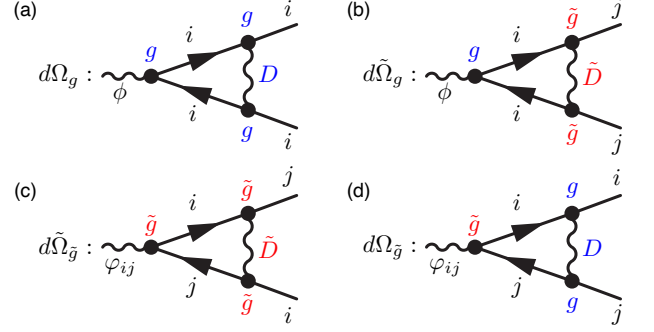 (a) g i i
dΩ_g : ϕ D
i g i
(b) g i g̃ j
dΩ̃_g : ϕ D̃
i g̃ j
(c) g̃ i g̃ j
dΩ̃_g̃ : φ_ij D̃
j g̃ i
(d) g̃ i g i
dΩ_g̃ : φ_ij D
j g j